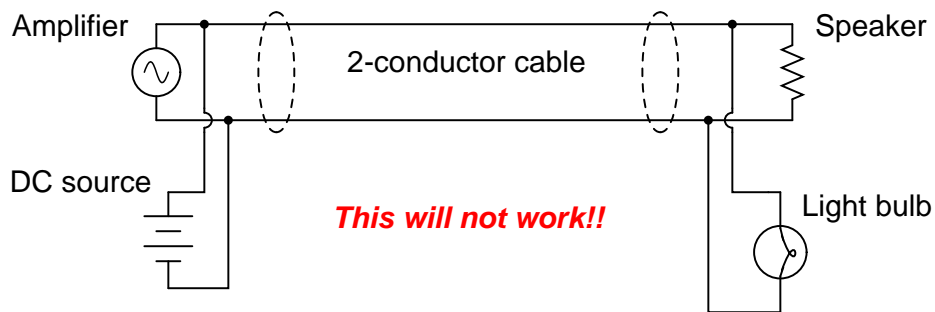 Amplifier
Speaker
2-conductor cable
DC source
This will not work!!
Light bulb